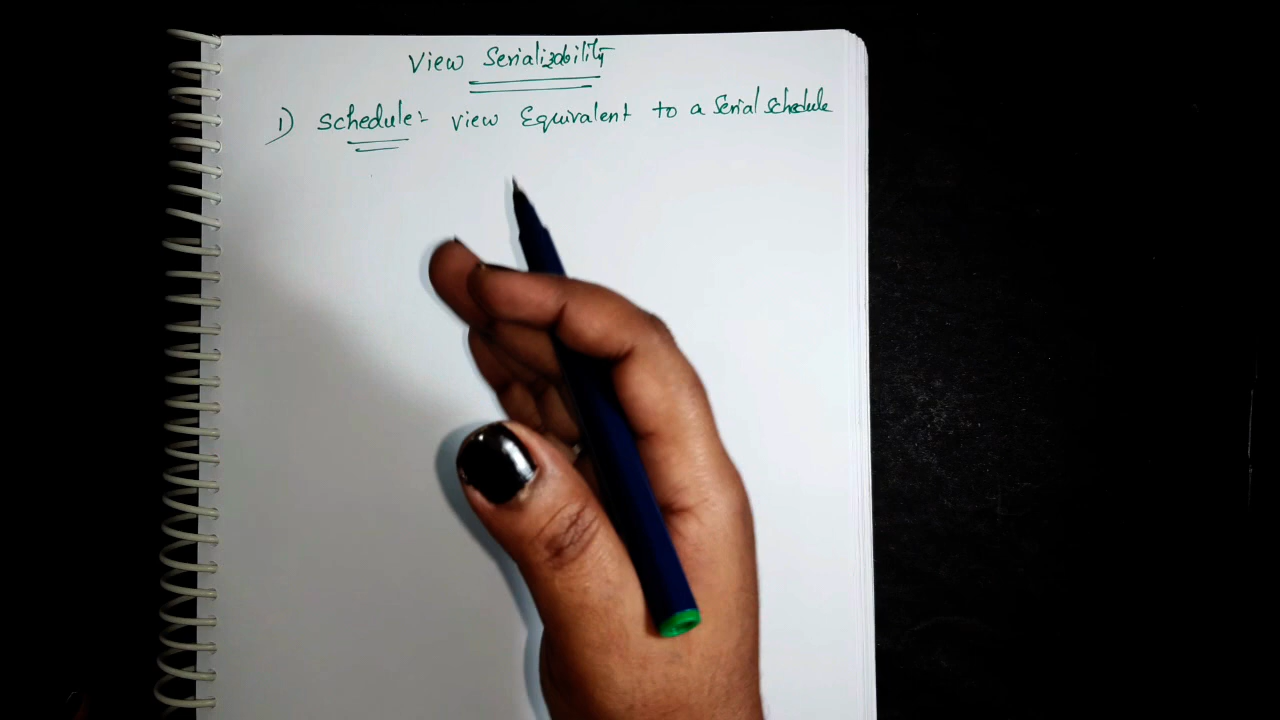 View Serializability
1) Schedule:- view Equivalent to a Serial Schedule